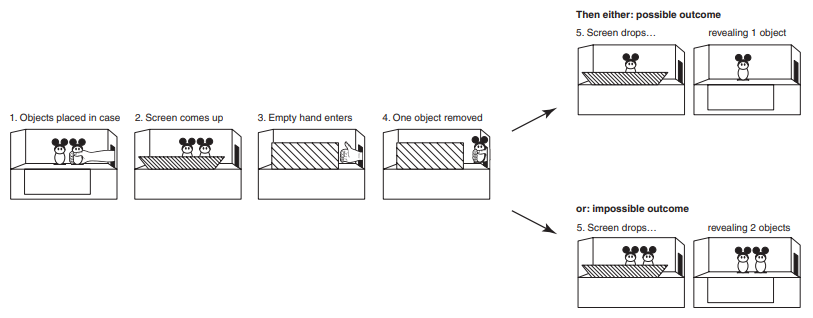 Then either: possible outcome
5. Screen drops... revealing 1 object
1. Objects placed in case 2. Screen comes up 3. Empty hand enters 4. One object removed
or: impossible outcome
5. Screen drops... revealing 2 objects